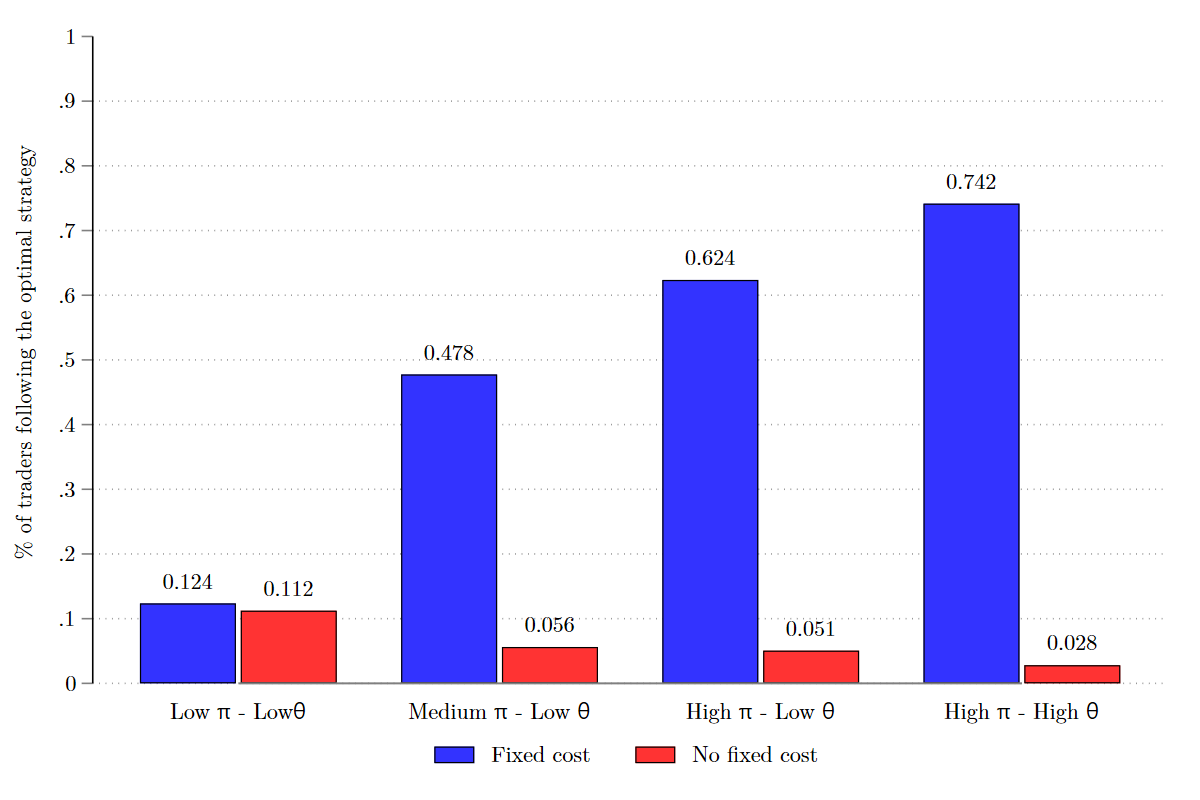 % of traders following the optimal strategy
1
.9
.8
.7
.6
.5
.4
.3
.2
.1
0
0.124
0.112
0.478
0.056
0.624
0.051
0.742
0.028
Low π - Lowθ
Medium π - Low θ
High π - Low θ
High π - High θ
Fixed cost
No fixed cost